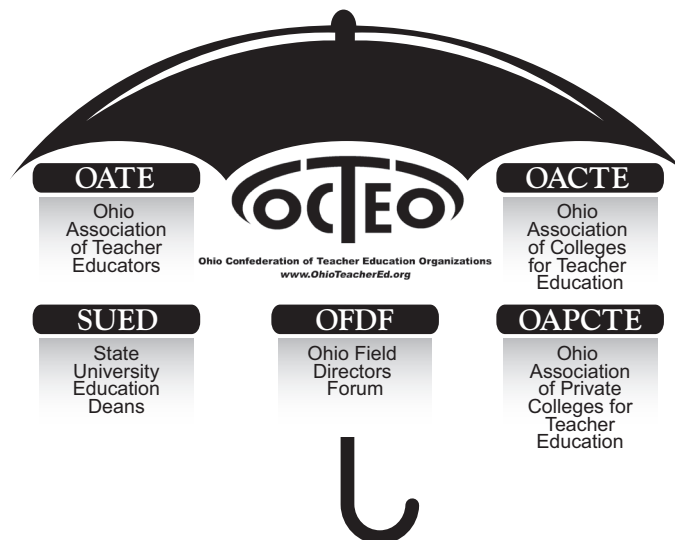 OATE
Ohio
Association
of Teacher
Educators
OCTEO
Ohio Confederation of Teacher Education Organizations
www.OhioTeacherEd.org
OACTE
Ohio
Association
of Colleges
for Teacher
Education
SUED
State
University
Education
Deans
OFDF
Ohio Field
Directors
Forum
OAPCTE
Ohio
Association
of Private
Colleges for
Teacher
Education